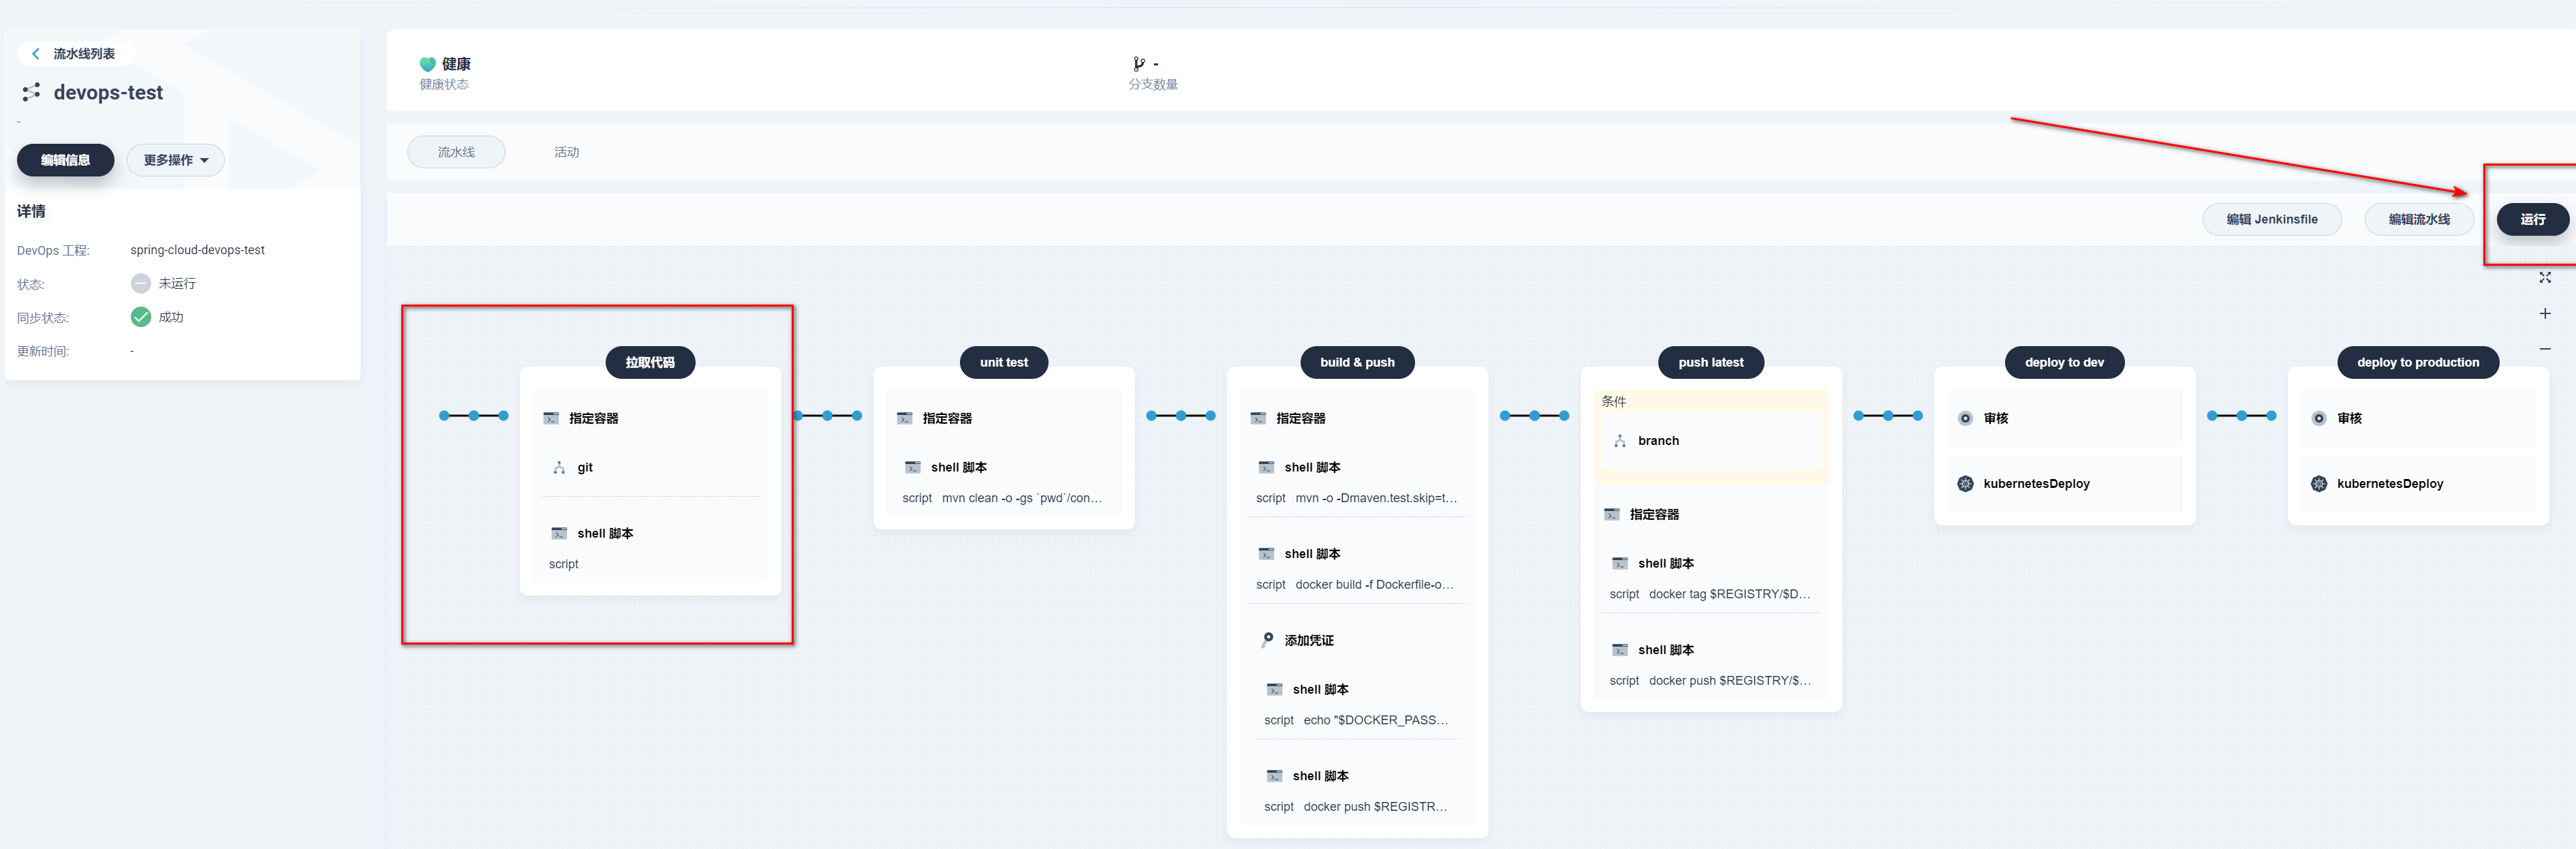 流水线列表
devops-test
-
编辑信息
更多操作
详情
DevOps 工程:
spring-cloud-devops-test
状态:
未运行
同步状态:
成功
更新时间:
-
健康
健康状态
-
分支数量
流水线
活动
编辑 Jenkinsfile
编辑流水线
运行
拉取代码
指定容器
git
shell 脚本
script
unit test
指定容器
shell 脚本
script mvn clean -o -gs `pwd`/con...
build & push
指定容器
shell 脚本
script mvn -o -Dmaven.test.skip=t...
shell 脚本
script docker build -f Dockerfile-o...
添加凭证
shell 脚本
script echo "$DOCKER_PASS...
shell 脚本
script docker push $REGISTR...
push latest
条件
branch
指定容器
shell 脚本
script docker tag $REGISTRY/$D...
shell 脚本
script docker push $REGISTRY/$...
deploy to dev
审核
kubernetesDeploy
deploy to production
审核
kubernetesDeploy